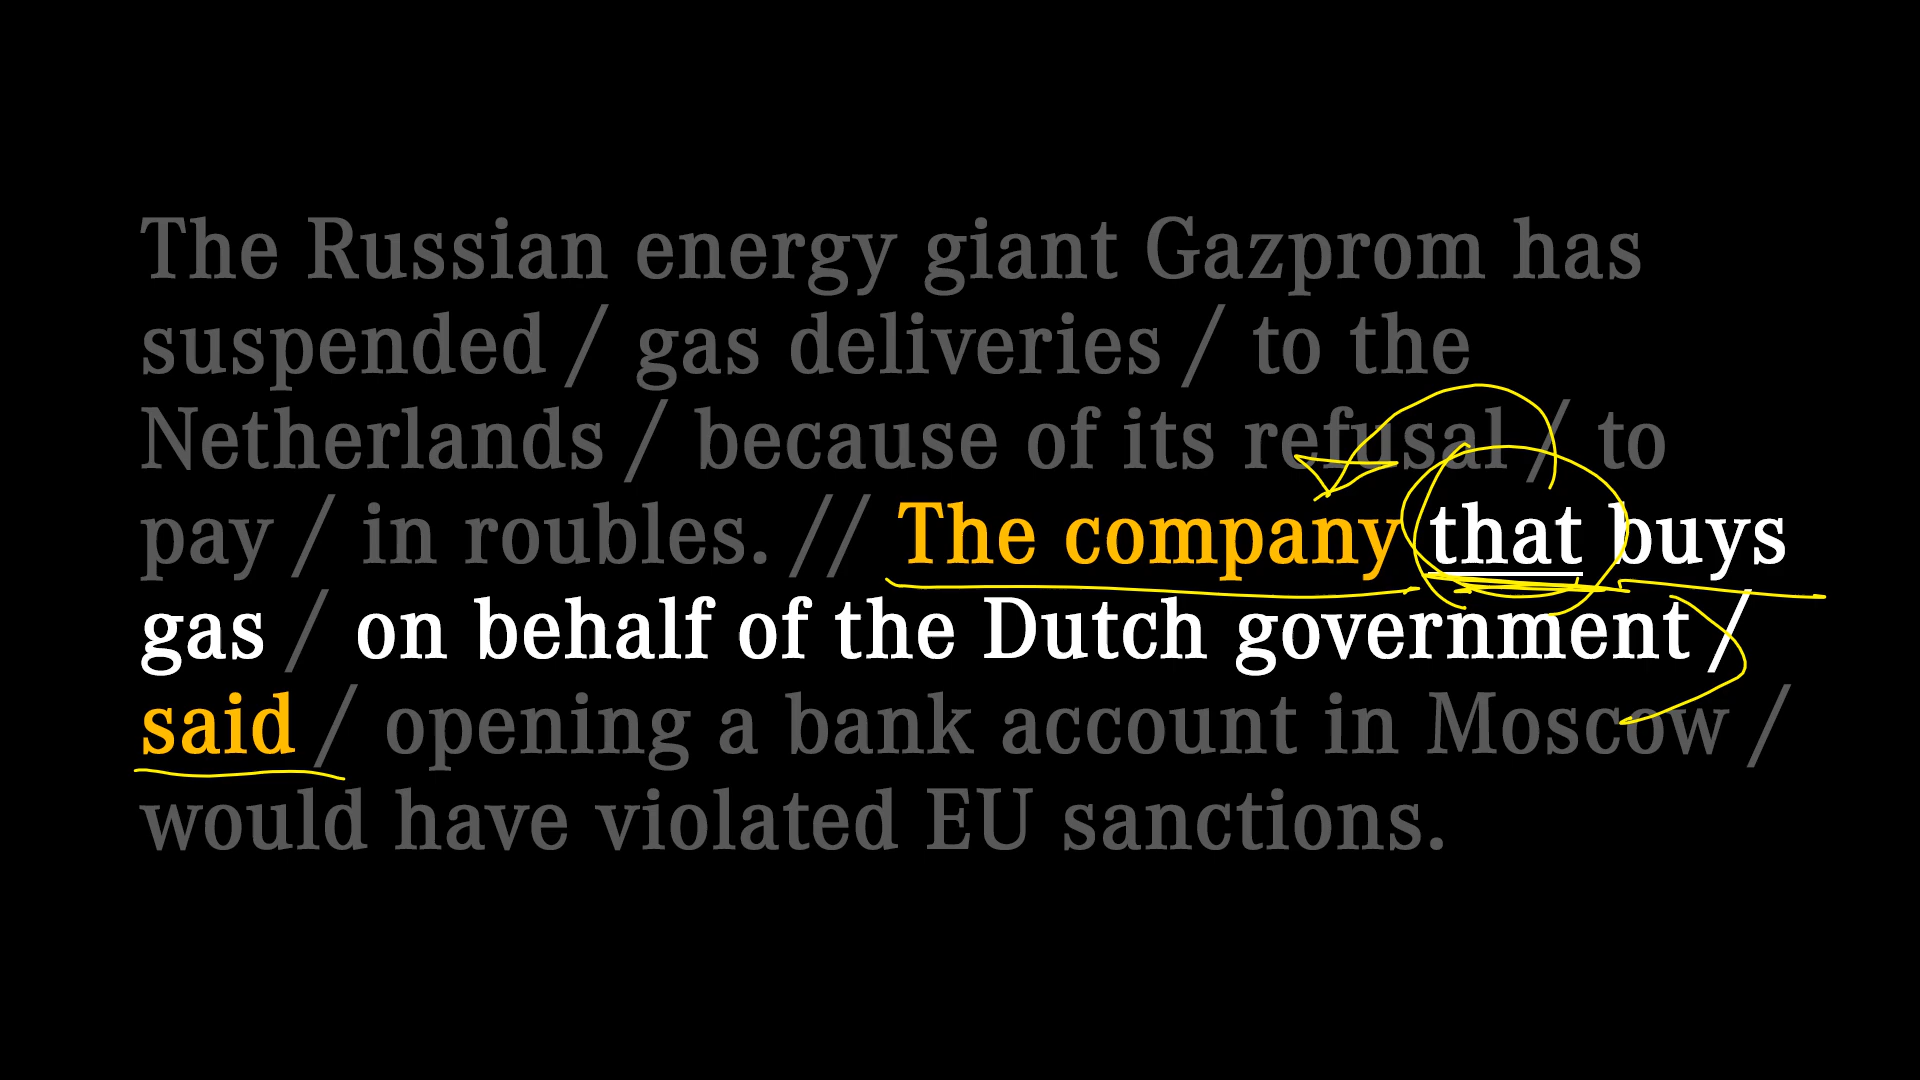 The Russian energy giant Gazprom has
suspended / gas deliveries / to the
Netherlands / because of its refusal / to
pay / in roubles. // The company that buys
gas / on behalf of the Dutch government /
said / opening a bank account in Moscow /
would have violated EU sanctions.